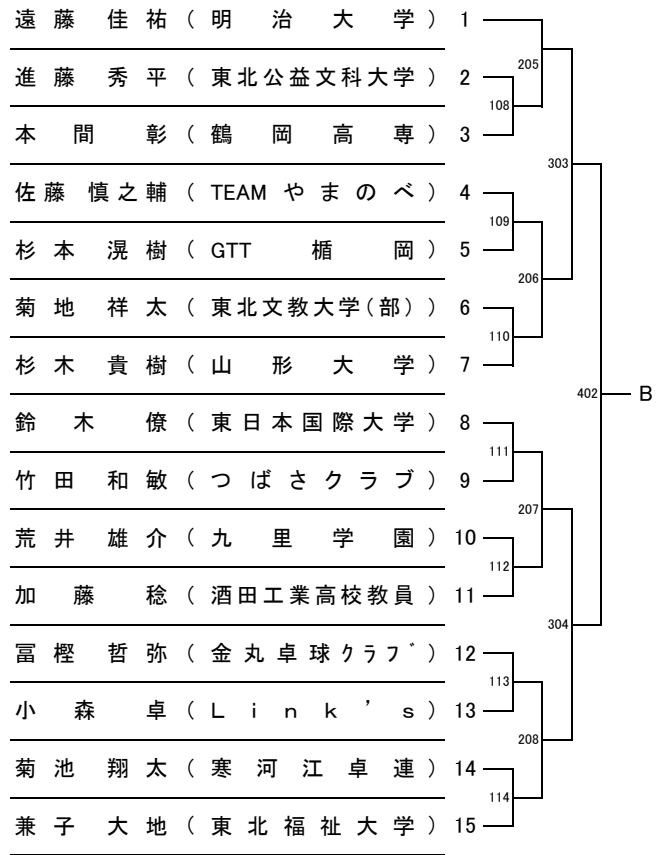 遠藤 佳祐 ( 明治大学 ) 1
205
進藤 秀平 ( 東北公益文科大学 ) 2
108
本間 彰 ( 鶴岡高専 ) 3
303
佐藤 慎之輔 ( TEAM やまのべ ) 4
109
杉本 滉樹 ( GTT 楯岡 ) 5
206
菊地 祥太 ( 東北文教大学(部) ) 6
110
杉木 貴樹 ( 山形大学 ) 7
402 B
鈴木 僚 ( 東日本国際大学 ) 8
111
竹田 和敏 ( つばさクラブ ) 9
207
荒井 雄介 ( 九里学園 ) 10
112
加藤 稔 ( 酒田工業高校教員 ) 11
304
冨樫 哲弥 ( 金丸卓球ｸﾗﾌﾞ ) 12
113
小森 卓 ( Ｌｉｎｋ’ｓ ) 13
208
菊池 翔太 ( 寒河江卓連 ) 14
114
兼子 大地 ( 東北福祉大学 ) 15